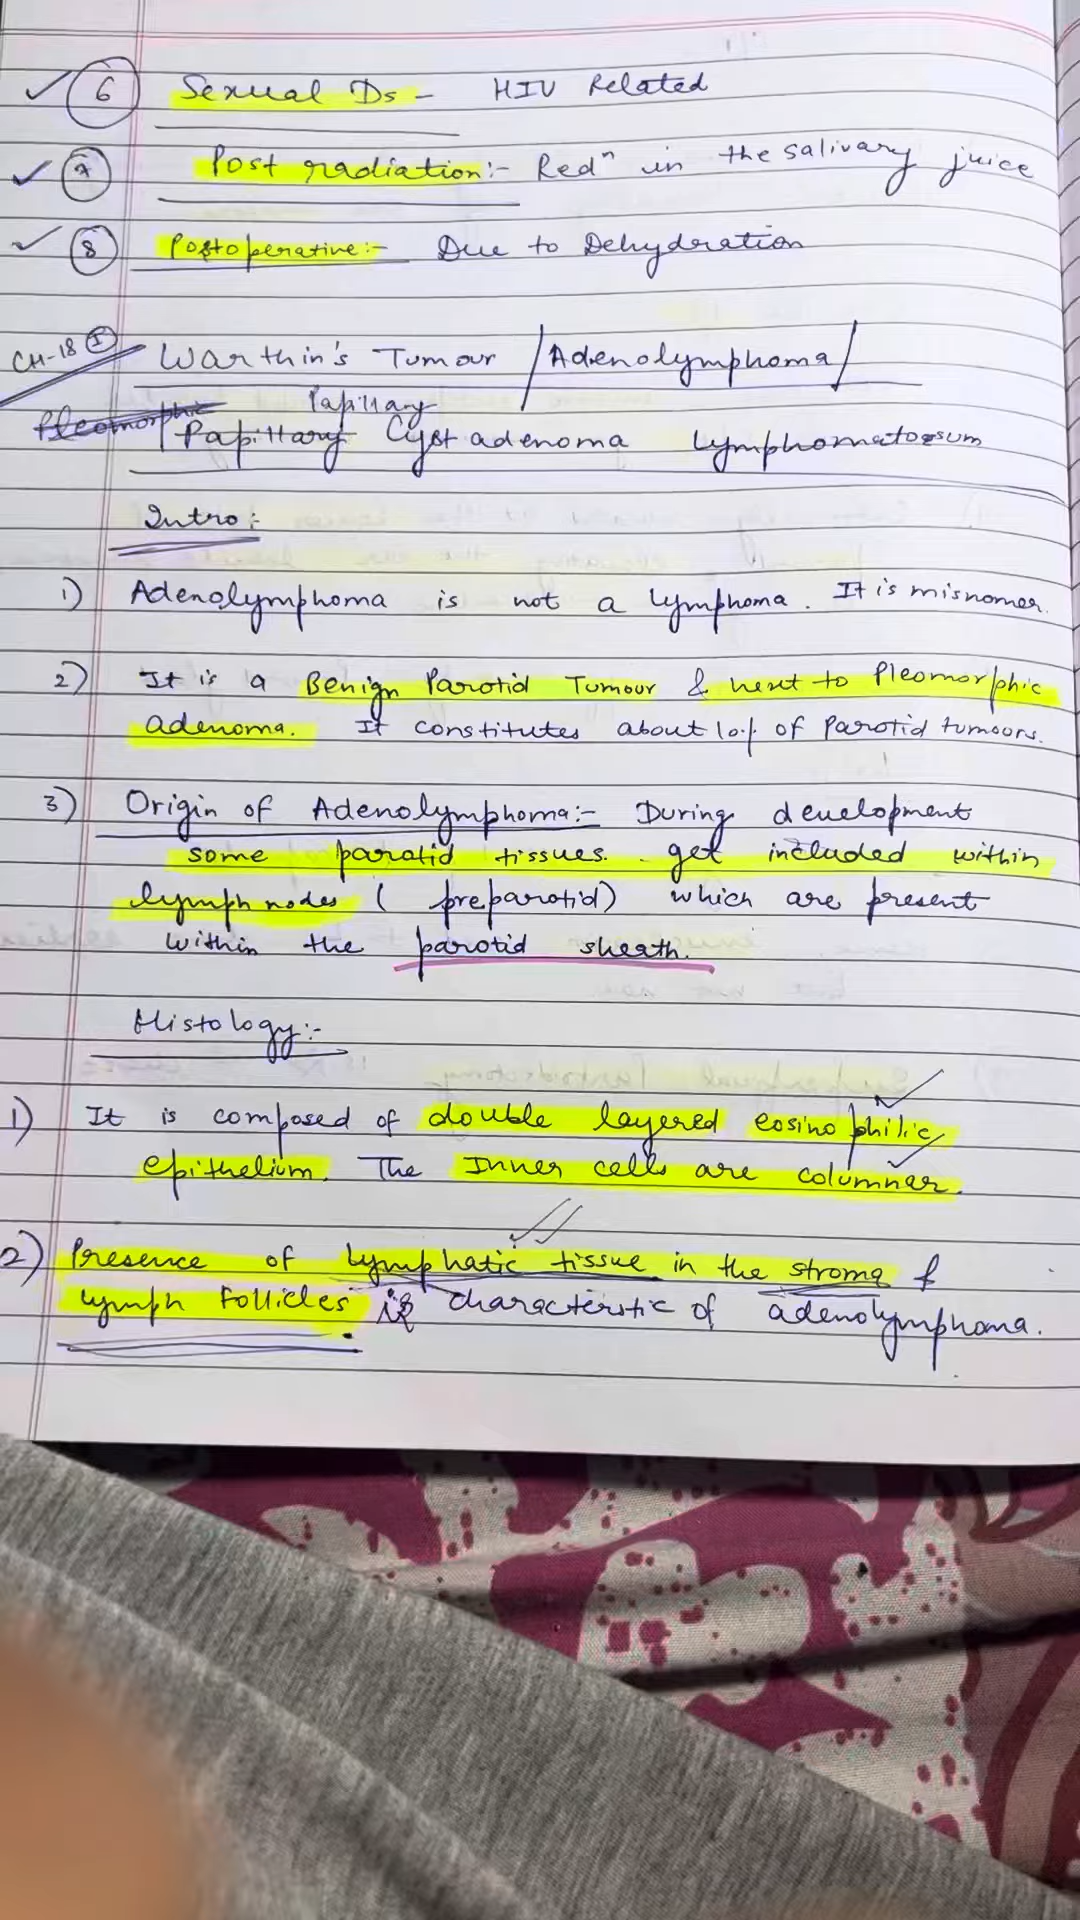 6 Sexual Ds - HIV Related
7 Post radiation:- Redⁿ in the salivary juice
8 Postoperative:- Due to Dehydration
CH-18 I Warthin's Tumour / Adenolymphoma /
Pleomorphic Papillary
Papillary Cystadenoma Lymphomatosum
Intro:
1) Adenolymphoma is not a lymphoma. It is misnomer.
2) It is a Benign Parotid Tumour & next to Pleomorphic
adenoma. It constitutes about 10% of Parotid tumours.
3) Origin of Adenolymphoma:- During development
some parotid tissues get included within
lymph nodes (preparotid) which are present
within the parotid sheath.
Histology:-
1) It is composed of double layered eosinophilic
epithelium. The Inner cells are columnar.
2) Presence of lymphatic tissue in the stroma &
lymph Follicles is characteristic of adenolymphoma.